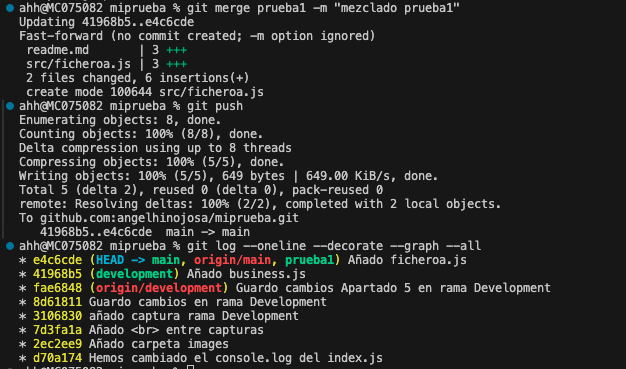 ahh@MC075082 miprueba % git merge prueba1 -m "mezclado prueba1"
Updating 41968b5..e4c6cde
Fast-forward (no commit created; -m option ignored)
readme.md | 3 +++
src/ficheroa.js | 3 +++
2 files changed, 6 insertions(+)
create mode 100644 src/ficheroa.js
ahh@MC075082 miprueba % git push
Enumerating objects: 8, done.
Counting objects: 100% (8/8), done.
Delta compression using up to 8 threads
Compressing objects: 100% (5/5), done.
Writing objects: 100% (5/5), 649 bytes | 649.00 KiB/s, done.
Total 5 (delta 2), reused 0 (delta 0), pack-reused 0
remote: Resolving deltas: 100% (2/2), completed with 2 local objects.
To github.com:angelhinojosa/miprueba.git
41968b5..e4c6cde main -> main
ahh@MC075082 miprueba % git log --oneline --decorate --graph --all
* e4c6cde (HEAD -> main, origin/main, prueba1) Añado ficheroa.js
* 41968b5 (development) Añado business.js
* fae6848 (origin/development) Guardo cambios Apartado 5 en rama Development
* 8d61811 Guardo cambios en rama Development
* 3106830 añado captura rama Development
* 7d3fa1a Añado <br> entre capturas
* 2ec2ee9 Añado carpeta images
* d70a174 Hemos cambiado el console.log del index.js
ahh@MC075082 miprueba %